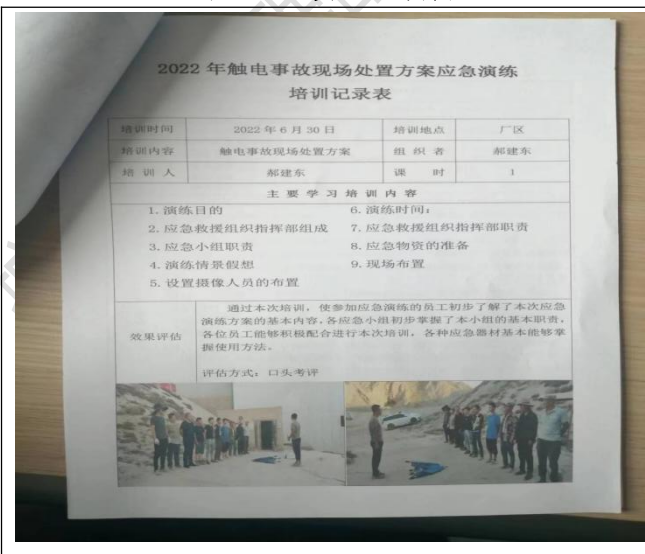 2022 年触电事故现场处置方案应急演练
培训记录表
培训时间 2022 年 6 月 30 日 培训地点 厂区
培训内容 触电事故现场处置方案 组 织 者 郝建东
培 训 人 郝建东 课 时 1
主 要 学 习 培 训 内 容
1. 演练目的 6. 演练时间:
2. 应急救援组织指挥部组成 7. 应急救援组织指挥部职责
3. 应急小组职责 8. 应急物资的准备
4. 演练情景假想 9. 现场布置
5. 设置摄像人员的布置
效果评估
通过本次培训，使参加应急演练的员工初步了解了本次应急
演练方案的基本内容，各应急小组初步掌握了本小组的基本职责，
各位员工能够积极配合进行本次培训，各种应急器材基本能够掌
握使用方法。
评估方式：口头考评